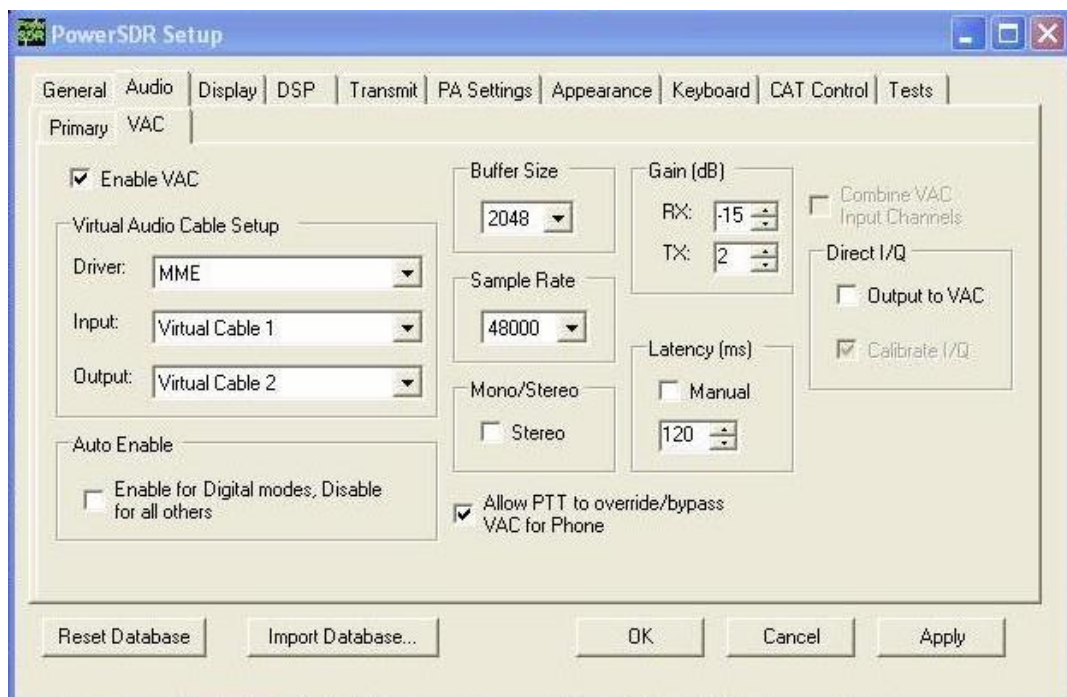 PowerSDR Setup
General Audio Display DSP Transmit PA Settings Appearance Keyboard CAT Control Tests
Primary VAC
Enable VAC
Virtual Audio Cable Setup
Driver: MME
Input: Virtual Cable 1
Output: Virtual Cable 2
Auto Enable
Enable for Digital modes, Disable
for all others
Buffer Size
2048
Sample Rate
48000
Mono/Stereo
Stereo
Allow PTT to override/bypass
VAC for Phone
Gain (dB)
RX: -15
TX: 2
Latency (ms)
Manual
120
Combine VAC
Input Channels
Direct I/Q
Output to VAC
Calibrate I/Q
Reset Database Import Database... OK Cancel Apply